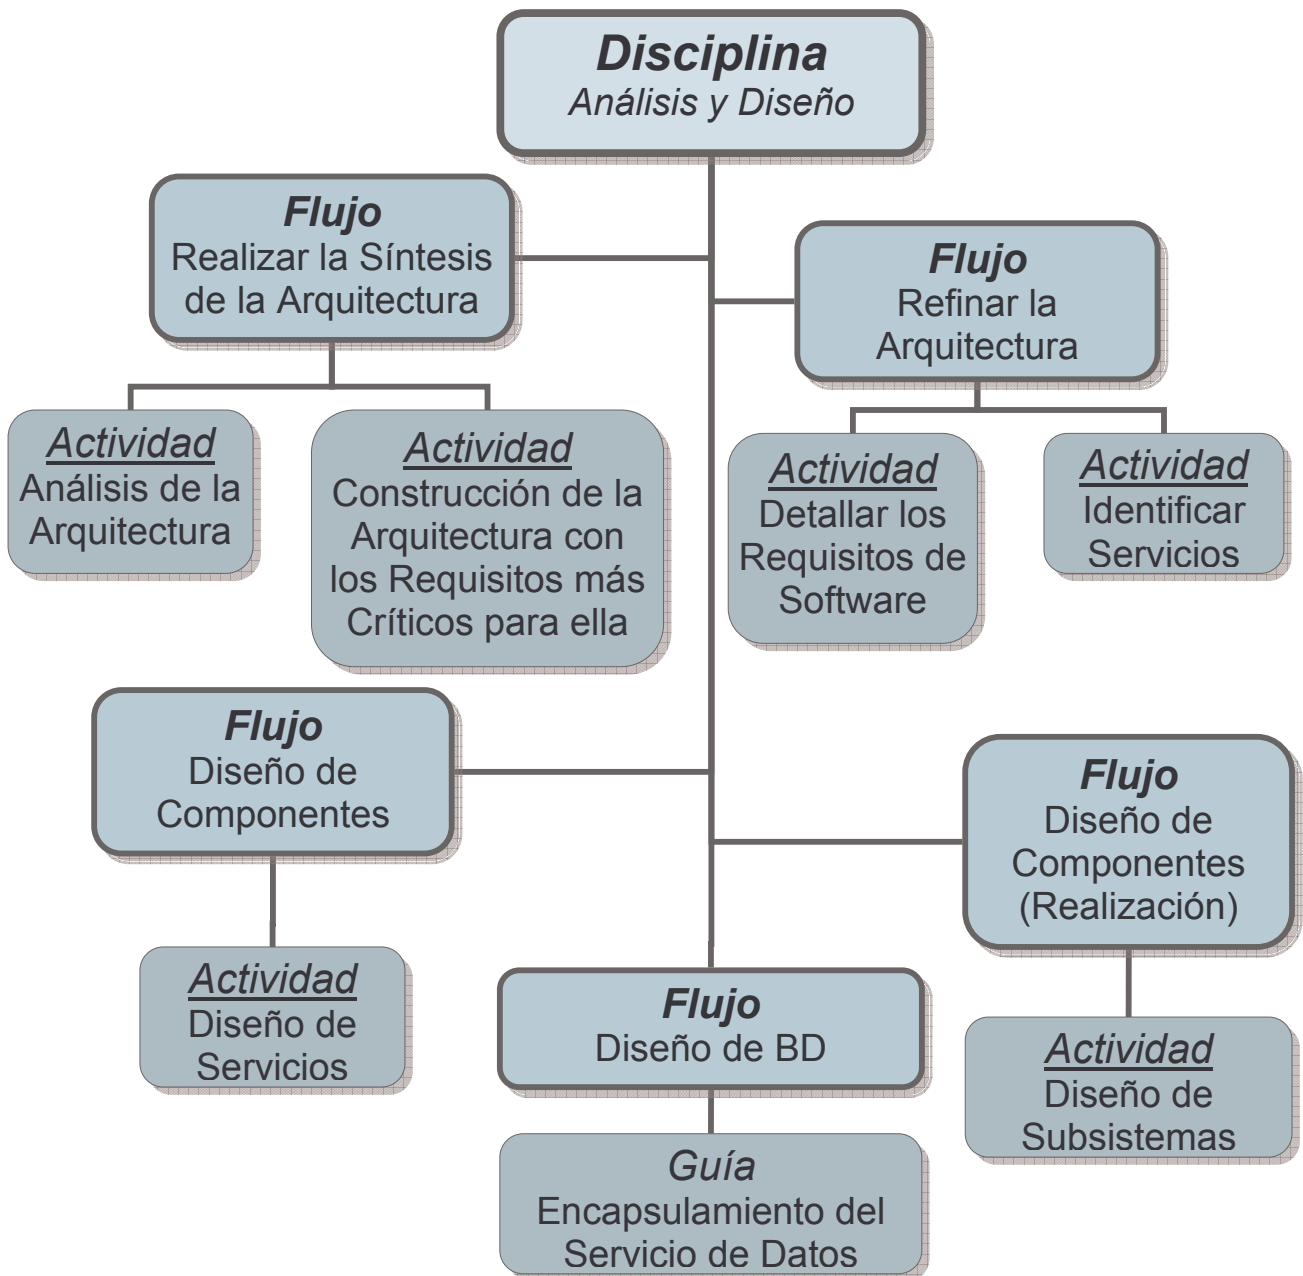 Disciplina
Análisis y Diseño
Flujo
Realizar la Síntesis
de la Arquitectura
Flujo
Refinar la
Arquitectura
Actividad
Análisis de la
Arquitectura
Actividad
Construcción de la
Arquitectura con
los Requisitos más
Críticos para ella
Actividad
Detallar los
Requisitos de
Software
Actividad
Identificar
Servicios
Flujo
Diseño de
Componentes
Flujo
Diseño de
Componentes
(Realización)
Actividad
Diseño de
Servicios
Flujo
Diseño de BD
Actividad
Diseño de
Subsistemas
Guía
Encapsulamiento del
Servicio de Datos